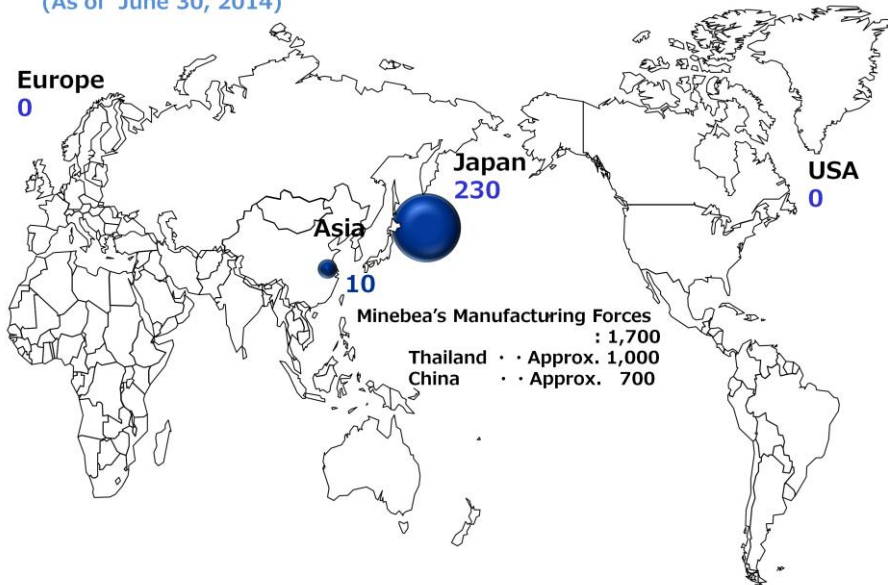 (As of June 30, 2014)
Europe
0
Japan
230
USA
0
Asia
10
Minebea's Manufacturing Forces
: 1,700
Thailand ・・Approx. 1,000
China ・・Approx. 700